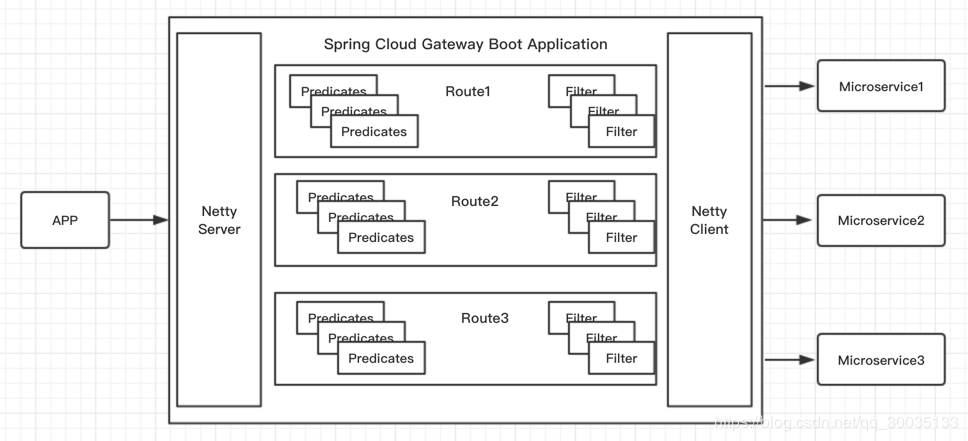 Spring Cloud Gateway Boot Application
Predicates
Predicates
Predicates
Route1
Filter
Filter
Filter
Microservice1
APP
Netty
Server
Predicates
Predicates
Predicates
Route2
Filter
Filter
Filter
Netty
Client
Microservice2
Predicates
Predicates
Predicates
Route3
Filter
Filter
Filter
Microservice3
https://blog.csdn.net/qq_30035133